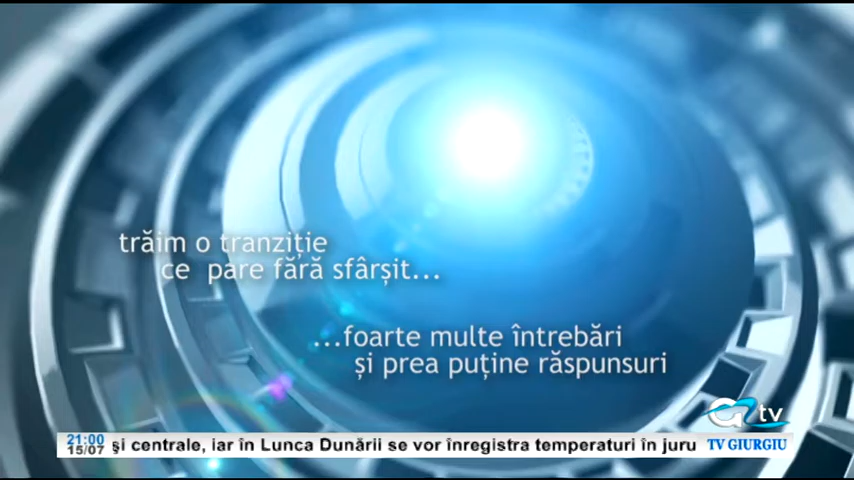 trăim o tranziție
ce pare fără sfârșit...
...foarte multe întrebări
și prea puține răspunsuri
tv
21:00
15/07
și centrale, iar în Lunca Dunării se vor înregistra temperaturi în juru
TV GIURGIU